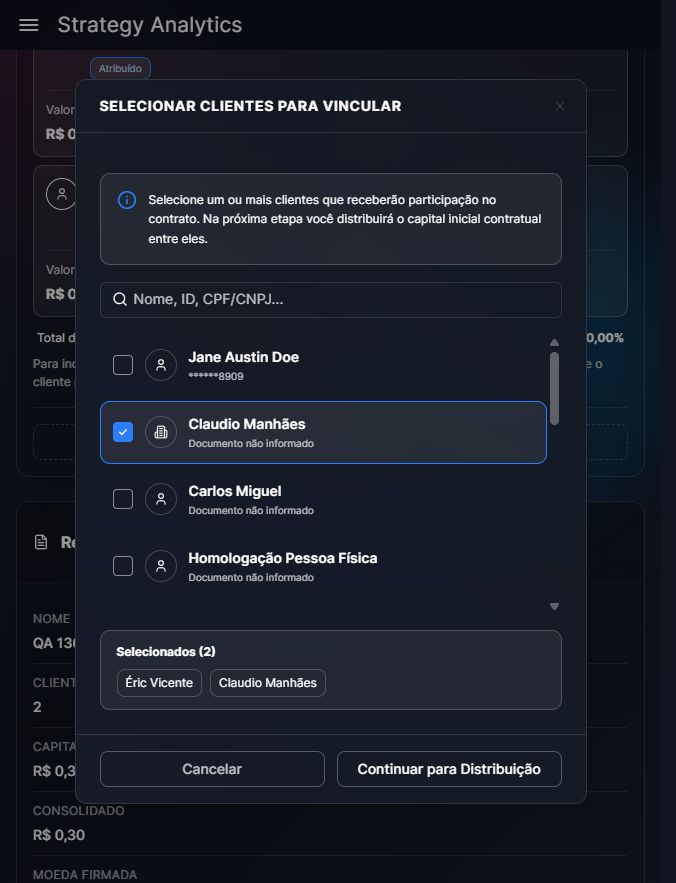 Strategy Analytics
Atribuído
SELECIONAR CLIENTES PARA VINCULAR
Valor
R$ 0
Selecione um ou mais clientes que receberão participação no
contrato. Na próxima etapa você distribuirá o capital inicial contratual
entre eles.
Valor
R$ 0
Nome, ID, CPF/CNPJ...
Total d
0,00%
Para in
e o
cliente
Jane Austin Doe
******8909
Claudio Manhães
Documento não informado
Carlos Miguel
Documento não informado
Re
Homologação Pessoa Física
Documento não informado
NOME
QA 130
Selecionados (2)
Éric Vicente
Claudio Manhães
CLIENT
2
CAPITA
R$ 0,3
Cancelar
Continuar para Distribuição
CONSOLIDADO
R$ 0,30
MOEDA FIRMADA